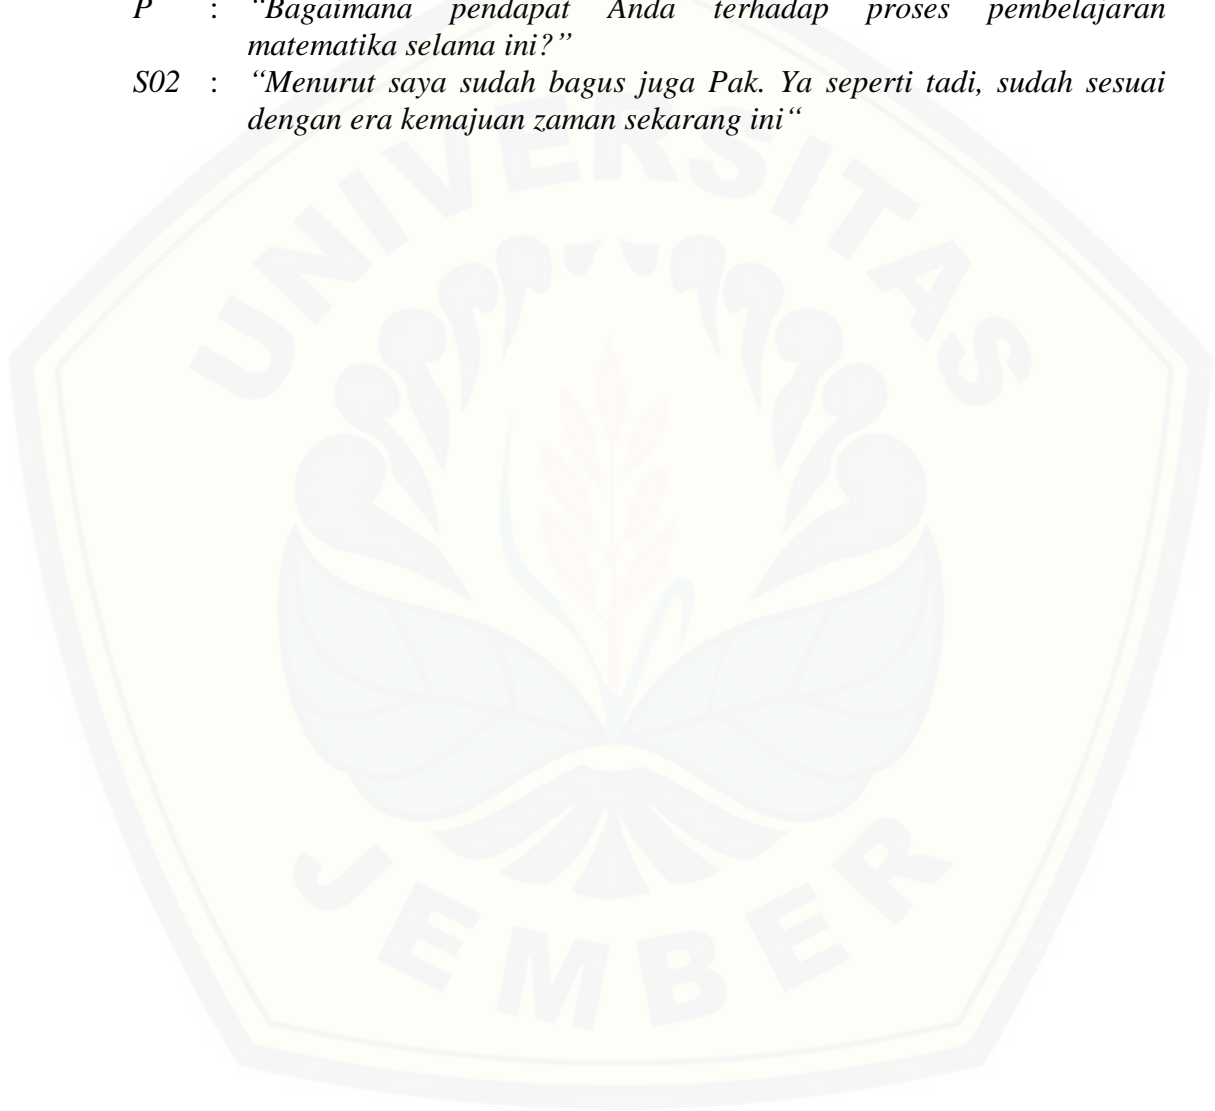 P : “Bagaimana pendapat Anda terhadap proses pembelajaran
matematika selama ini?”
S02 : “Menurut saya sudah bagus juga Pak. Ya seperti tadi, sudah sesuai
dengan era kemajuan zaman sekarang ini“
UNIVERSITAS
JEMBER